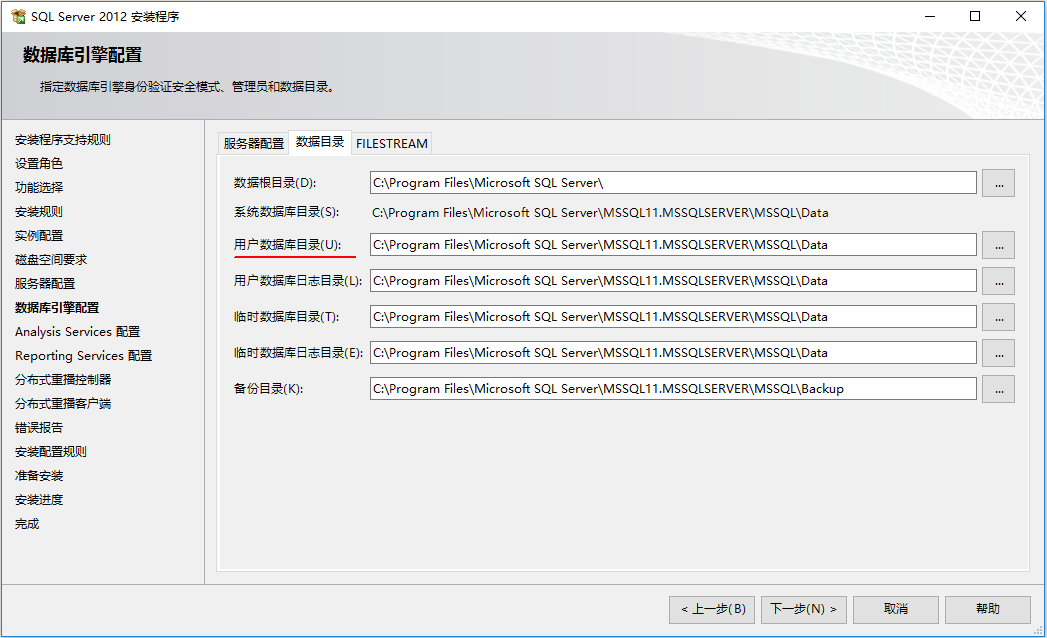 SQL Server 2012 安装程序
数据库引擎配置
指定数据库引擎身份验证安全模式、管理员和数据目录。
安装程序支持规则
设置角色
功能选择
安装规则
实例配置
磁盘空间要求
服务器配置
数据库引擎配置
Analysis Services 配置
Reporting Services 配置
分布式重播控制器
分布式重播客户端
错误报告
安装配置规则
准备安装
安装进度
完成
服务器配置 数据目录 FILESTREAM
数据根目录(D): C:\Program Files\Microsoft SQL Server\ ...
系统数据库目录(S): C:\Program Files\Microsoft SQL Server\MSSQL11.MSSQLSERVER\MSSQL\Data
用户数据库目录(U): C:\Program Files\Microsoft SQL Server\MSSQL11.MSSQLSERVER\MSSQL\Data ...
用户数据库日志目录(L): C:\Program Files\Microsoft SQL Server\MSSQL11.MSSQLSERVER\MSSQL\Data ...
临时数据库目录(T): C:\Program Files\Microsoft SQL Server\MSSQL11.MSSQLSERVER\MSSQL\Data ...
临时数据库日志目录(E): C:\Program Files\Microsoft SQL Server\MSSQL11.MSSQLSERVER\MSSQL\Data ...
备份目录(K): C:\Program Files\Microsoft SQL Server\MSSQL11.MSSQLSERVER\MSSQL\Backup ...
< 上一步(B) 下一步(N) > 取消 帮助